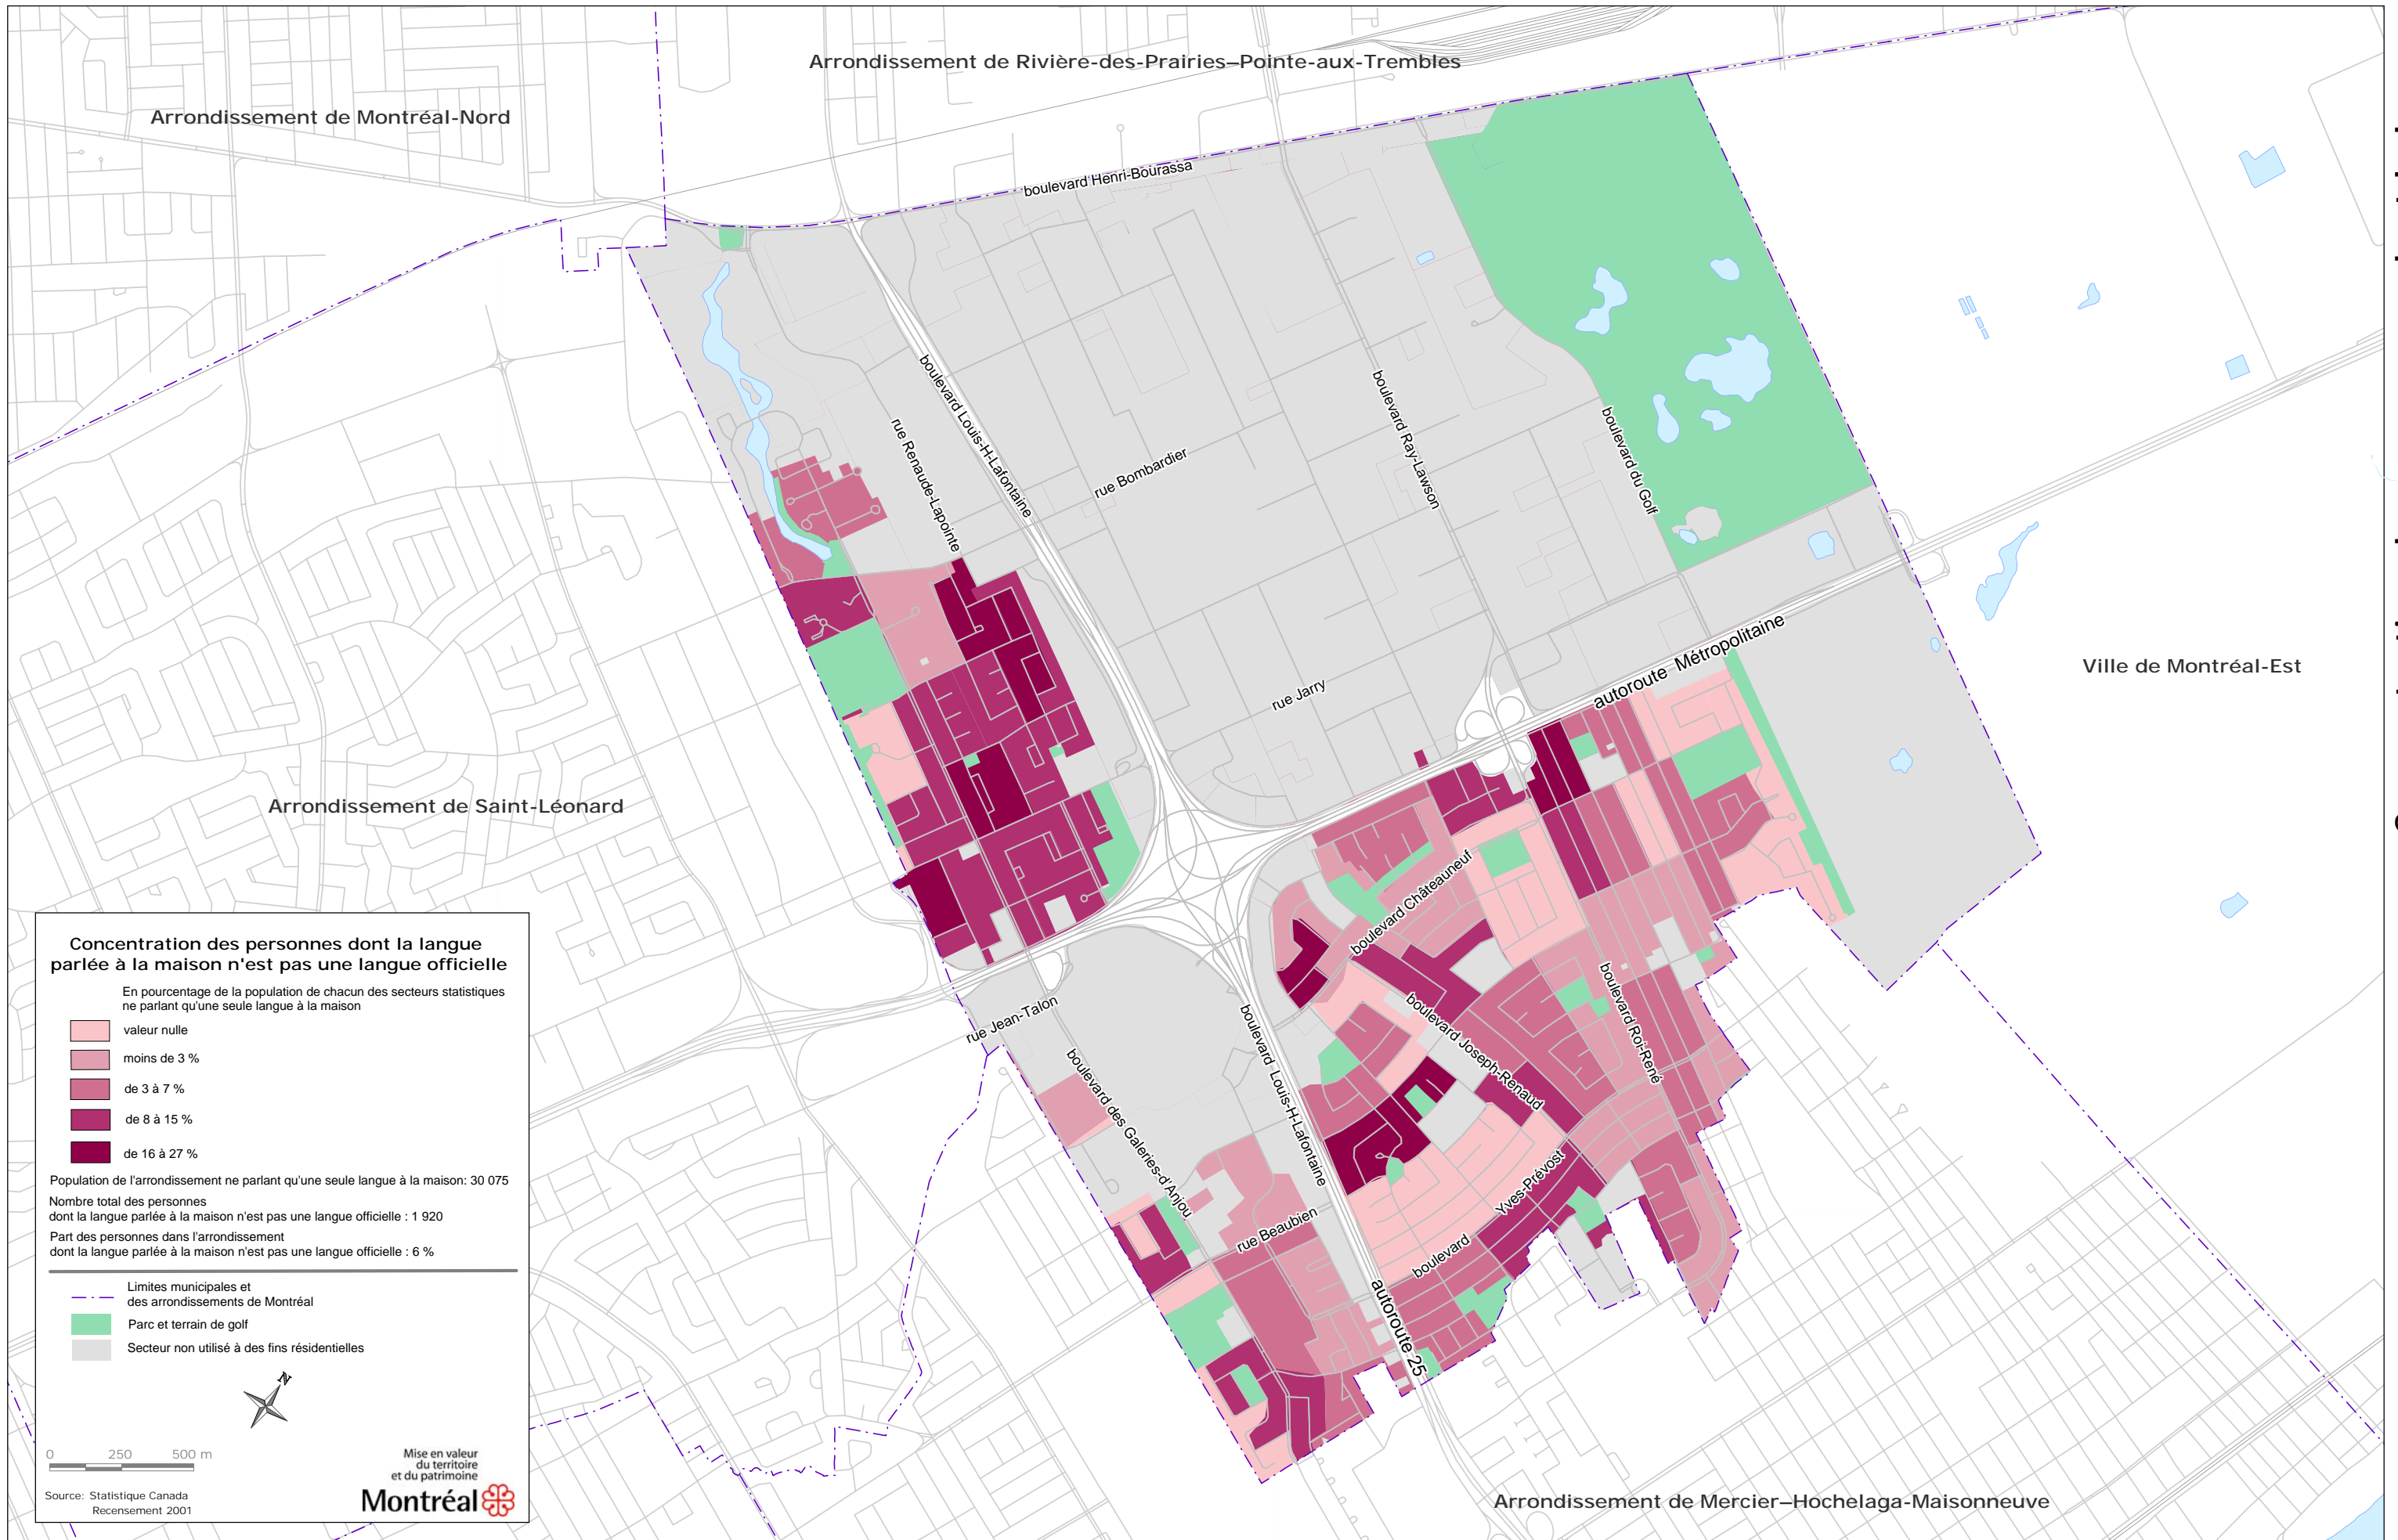 Arrondissement de Rivière-des-Prairies–Pointe-aux-Trembles
Arrondissement de Montréal-Nord
boulevard Henri-Bourassa
boulevard Louis-H-Lafontaine
rue Renaude-Lapointe
rue Bombardier
boulevard Ray-Lawson
boulevard du Golf
autoroute Métropolitaine
rue Jarry
Ville de Montréal-Est
Arrondissement de Saint-Léonard
boulevard Châteauneuf
boulevard Joseph-Renaud
boulevard Roi-René
rue Jean-Talon
boulevard des Galeries-d'Anjou
boulevard Louis-H-Lafontaine
rue Beaubien
boulevard Yves-Prévost
autoroute 25
Arrondissement de Mercier–Hochelaga-Maisonneuve
Concentration des personnes dont la langue
parlée à la maison n'est pas une langue officielle
En pourcentage de la population de chacun des secteurs statistiques
ne parlant qu'une seule langue à la maison
valeur nulle
moins de 3 %
de 3 à 7 %
de 8 à 15 %
de 16 à 27 %
Population de l'arrondissement ne parlant qu'une seule langue à la maison: 30 075
Nombre total des personnes
dont la langue parlée à la maison n'est pas une langue officielle : 1 920
Part des personnes dans l'arrondissement
dont la langue parlée à la maison n'est pas une langue officielle : 6 %
Limites municipales et
des arrondissements de Montréal
Parc et terrain de golf
Secteur non utilisé à des fins résidentielles
N
0 250 500 m
Mise en valeur
du territoire
et du patrimoine
Montréal
Source: Statistique Canada
Recensement 2001